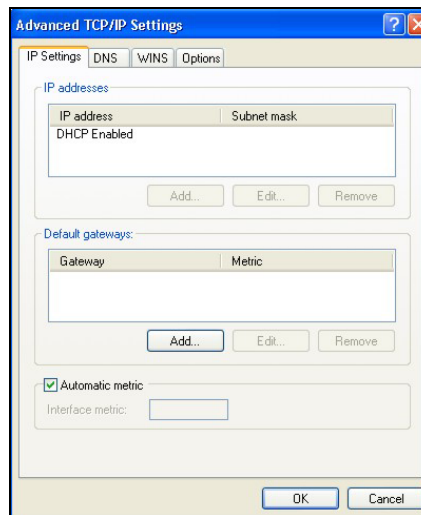 Advanced TCP/IP Settings
IP Settings DNS WINS Options
IP addresses
IP address Subnet mask
DHCP Enabled
Add... Edit... Remove
Default gateways:
Gateway Metric
Add... Edit... Remove
Automatic metric
Interface metric:
OK Cancel